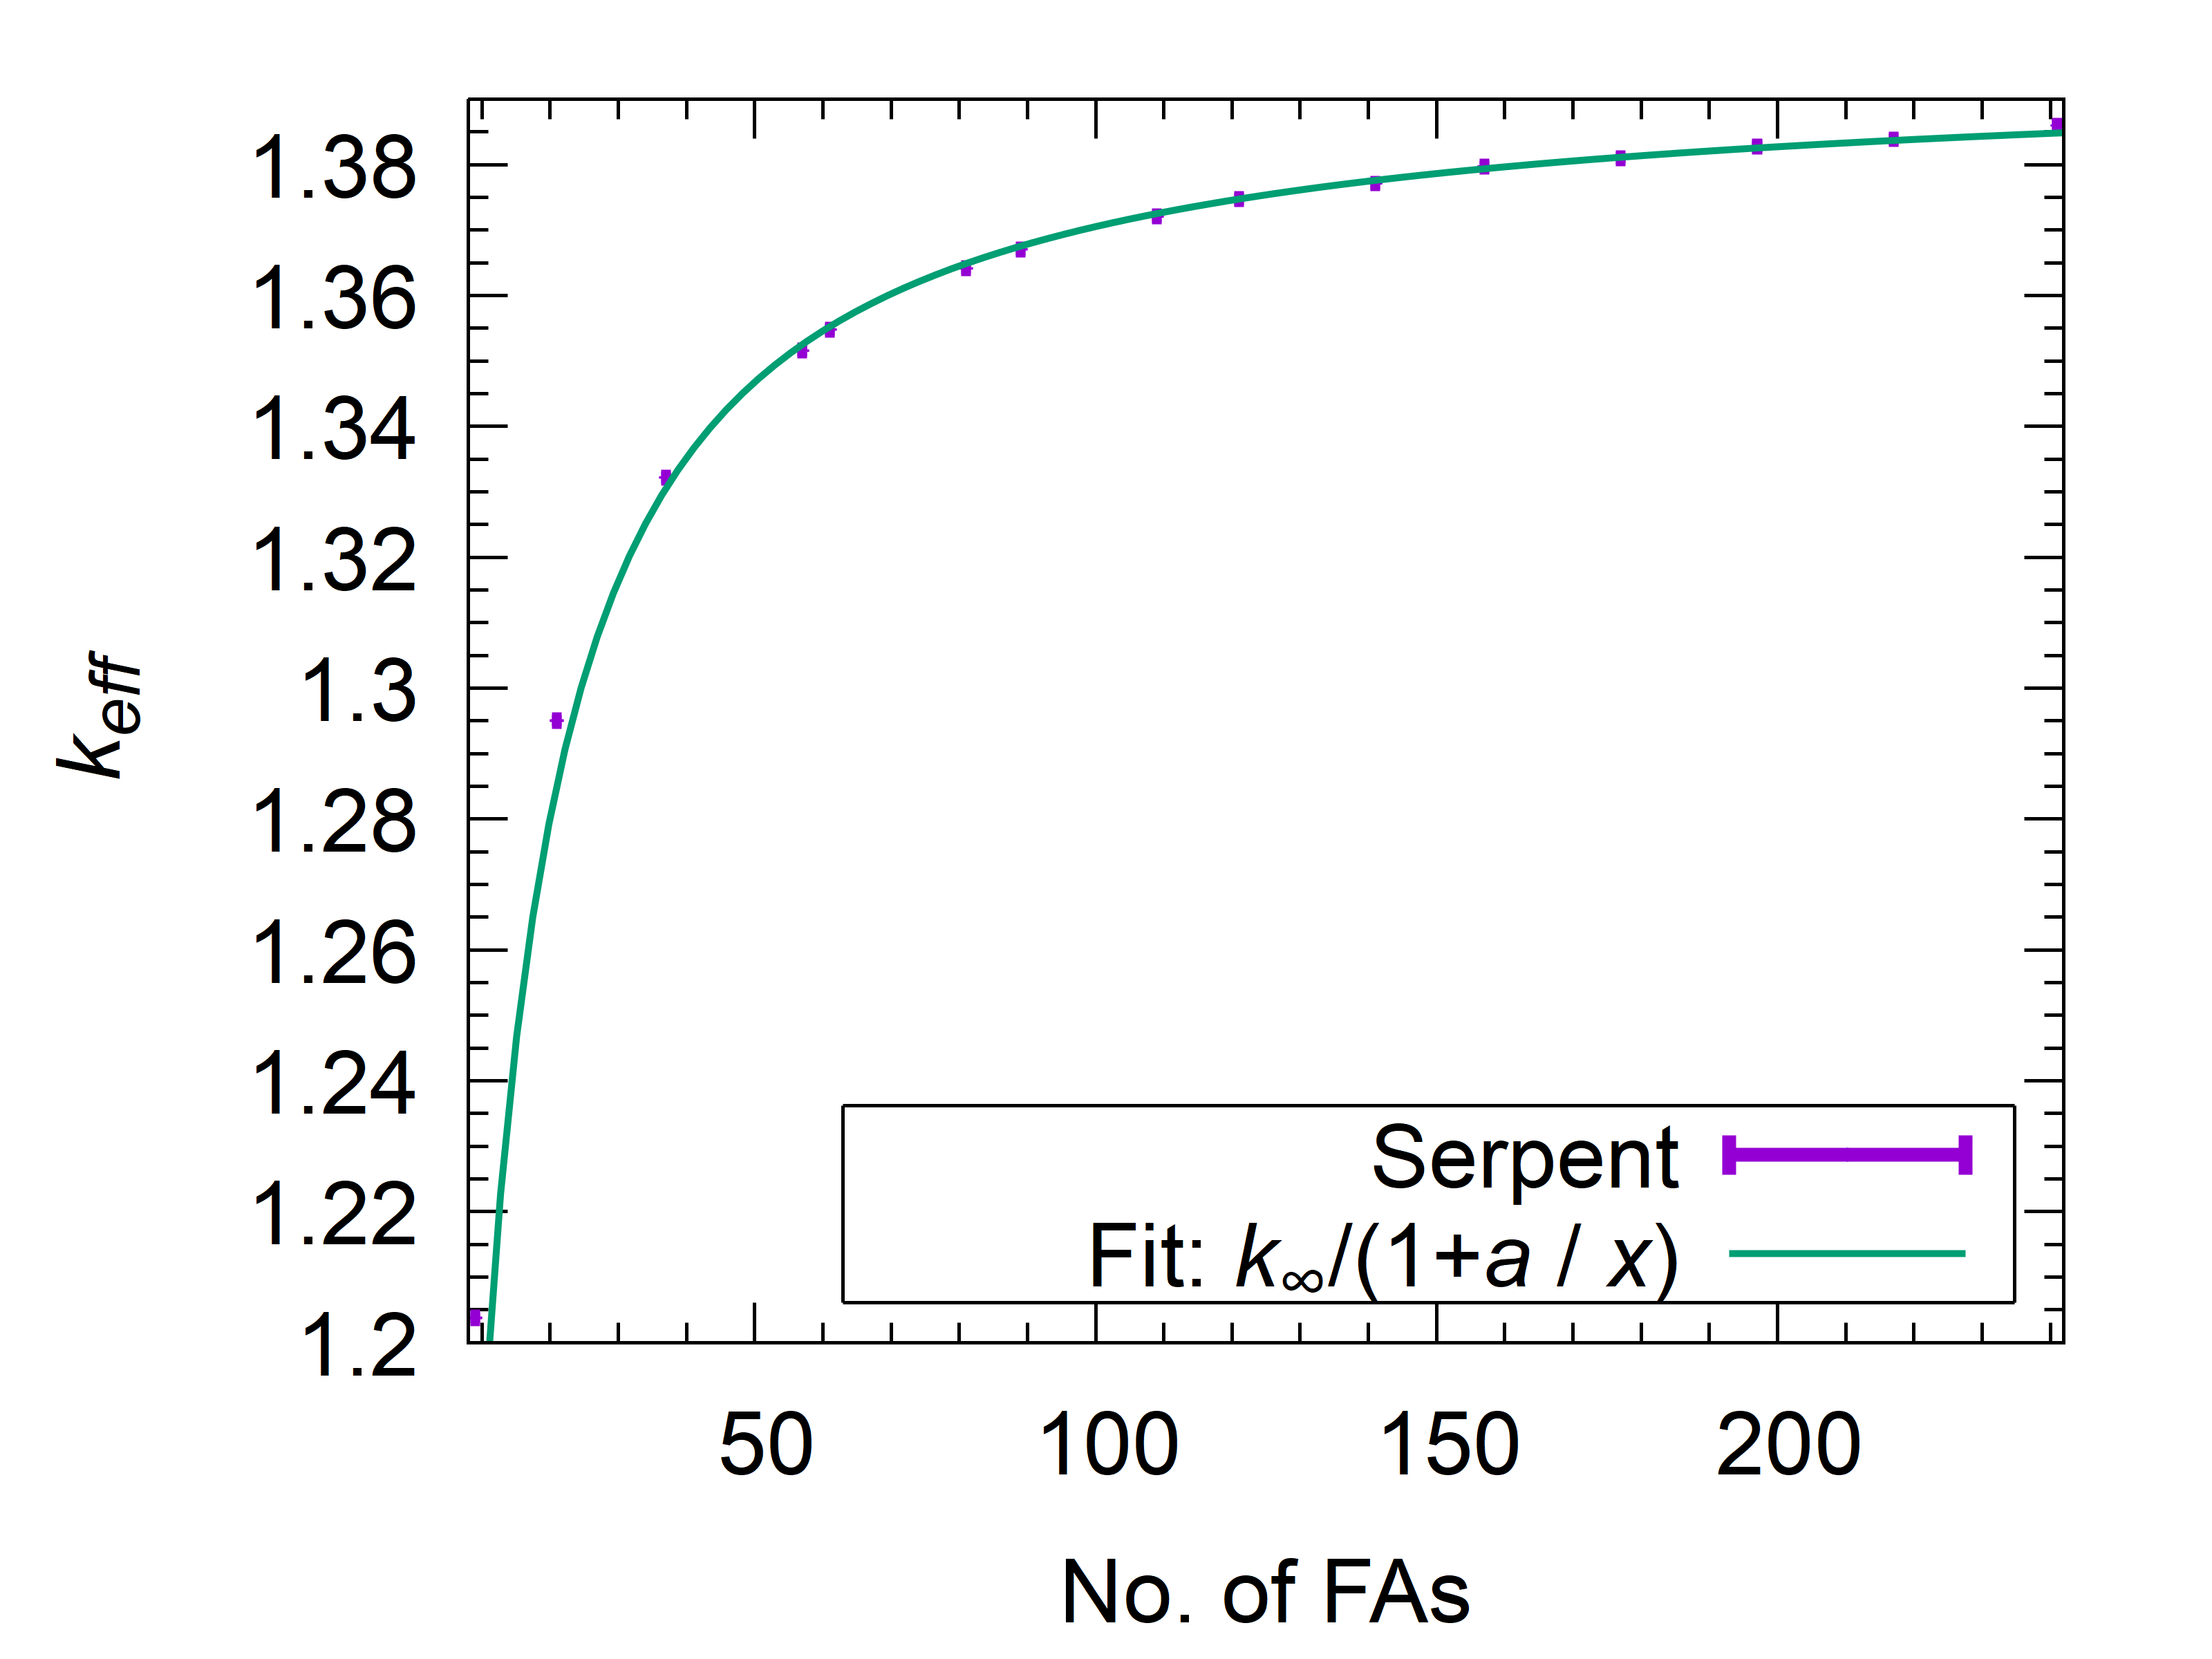 1.38
1.36
1.34
1.32
1.3
1.28
1.26
1.24
1.22
1.2
k_eff
Serpent
Fit: k∞/(1+a / x)
50 100 150 200
No. of FAs